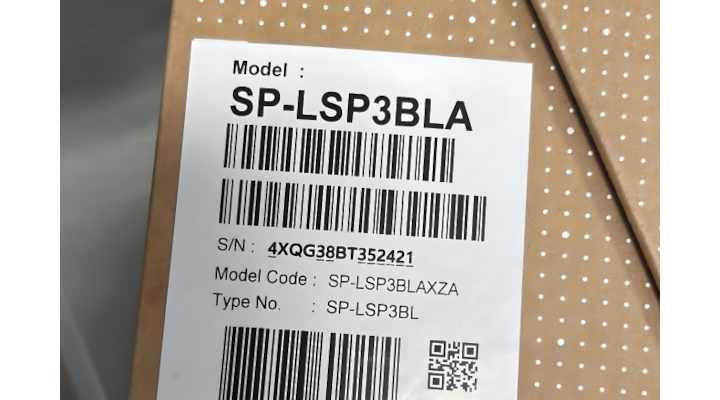 Model :
SP-LSP3BLA
S/N : 4XQG38BT352421
Model Code : SP-LSP3BLAXZA
Type No. : SP-LSP3BL